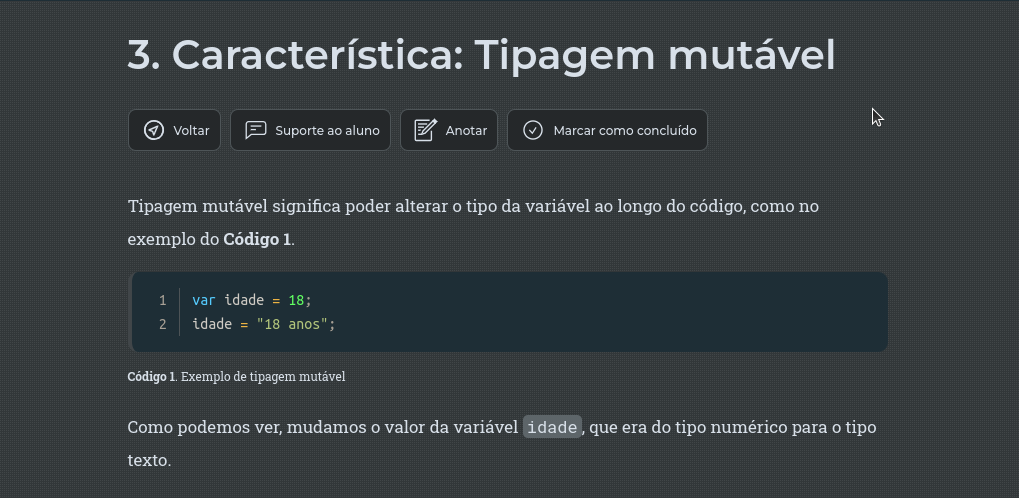 3. Característica: Tipagem mutável
Voltar
Suporte ao aluno
Anotar
Marcar como concluído
Tipagem mutável significa poder alterar o tipo da variável ao longo do código, como no
exemplo do Código 1.
1 var idade = 18;
2 idade = "18 anos";
Código 1. Exemplo de tipagem mutável
Como podemos ver, mudamos o valor da variável idade, que era do tipo numérico para o tipo
texto.